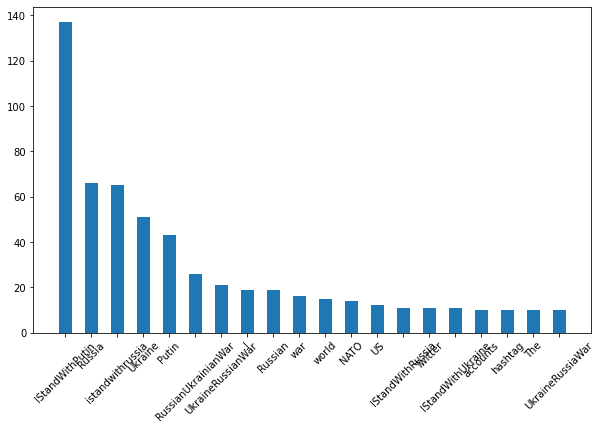 140
120
100
80
60
40
20
0
IStandWithPutin
Russia
istandwithrussia
Ukraine
Putin
RussianUkrainianWar
UkraineRussianWar
I
Russian
war
world
NATO
US
IStandWithRussia
Twitter
IStandWithUkraine
accounts
hashtag
The
UkraineRussiaWar